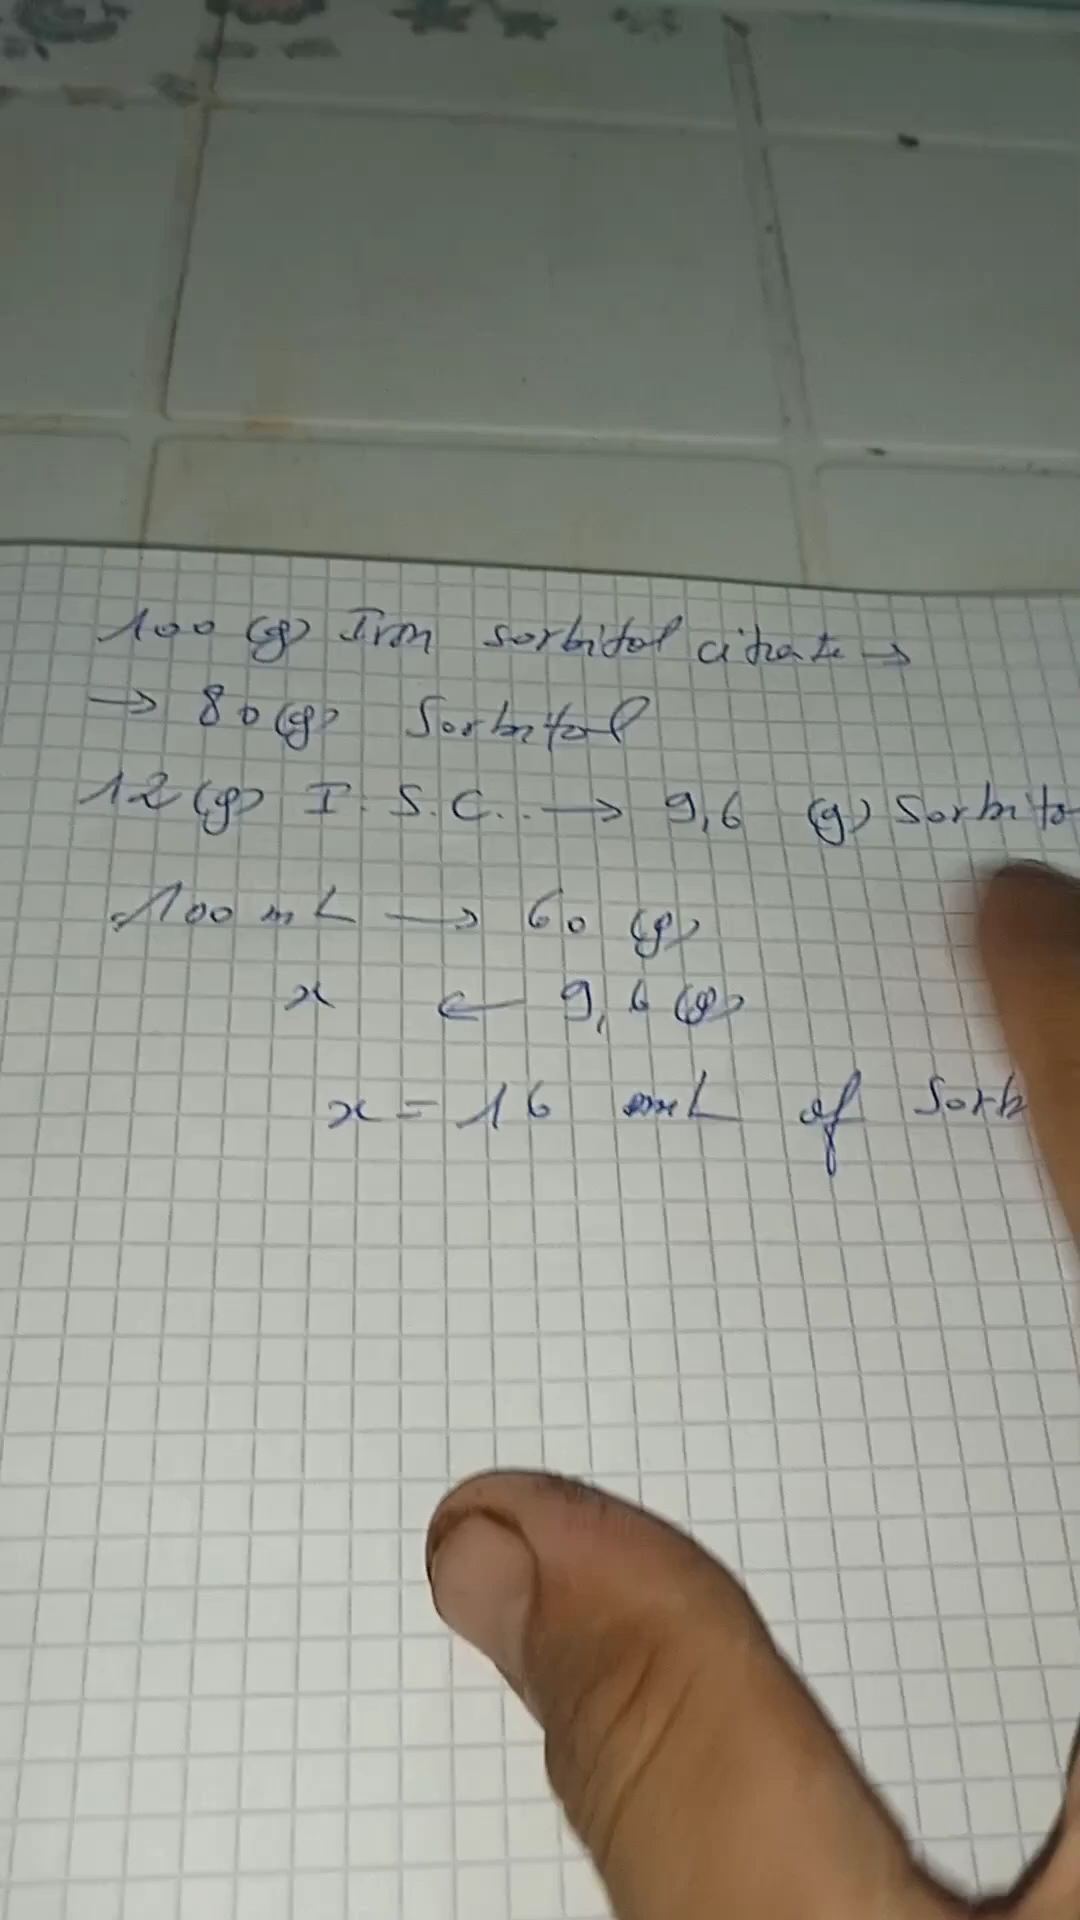 100 (g) Iron sorbitol citrate →
→ 80 (g) Sorbitol
12 (g) I. S. C. → 9,6 (g) Sorbito
100 mL → 60 (g)
x ← 9,6 (g)
x = 16 mL of Sorb